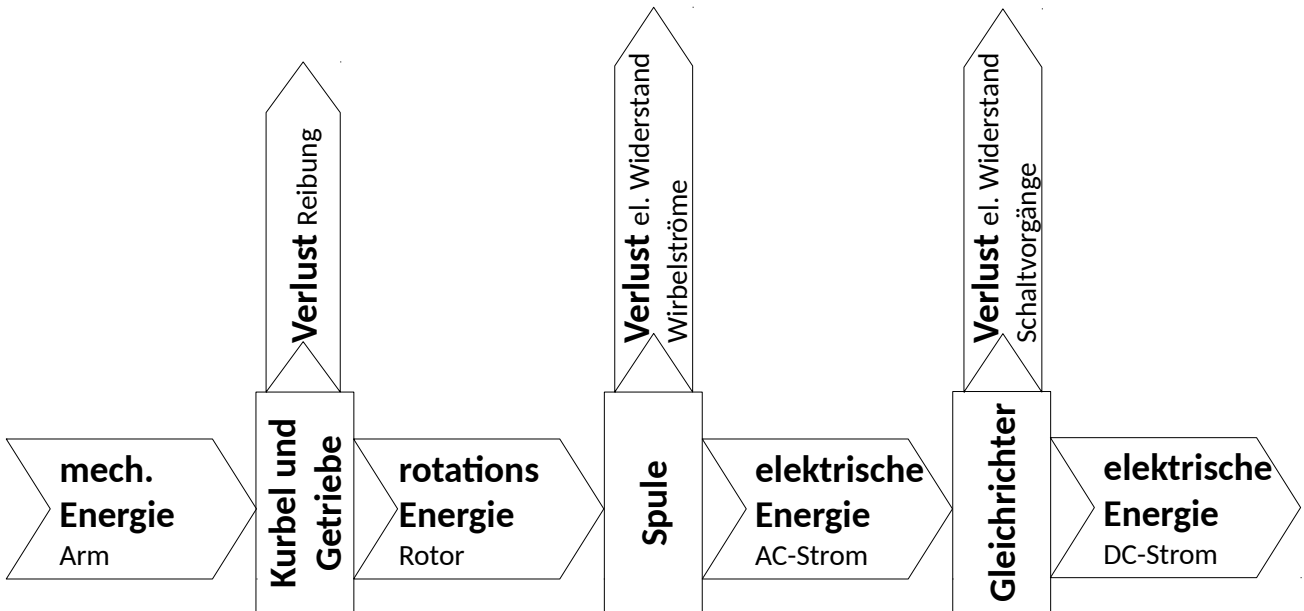 Verlust Reibung
Verlust el. Widerstand
Wirbelströme
Verlust el. Widerstand
Schaltvorgänge
mech.
Energie
Arm
Kurbel und
Getriebe
rotations
Energie
Rotor
Spule
elektrische
Energie
AC-Strom
Gleichrichter
elektrische
Energie
DC-Strom